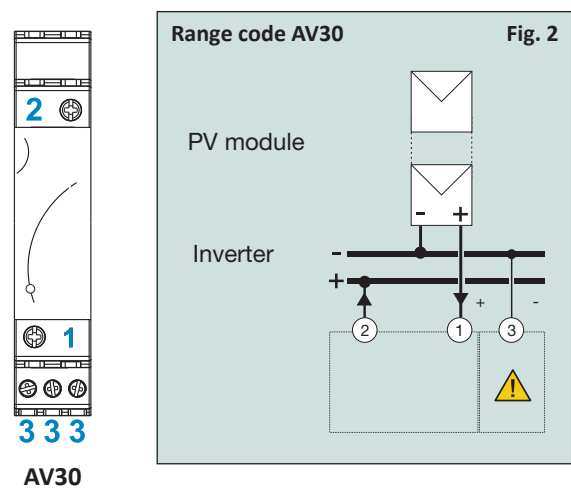 2
1
3 3 3
AV30
Range code AV30 Fig. 2
PV module
- +
Inverter
-
+
+ -
2 1 3